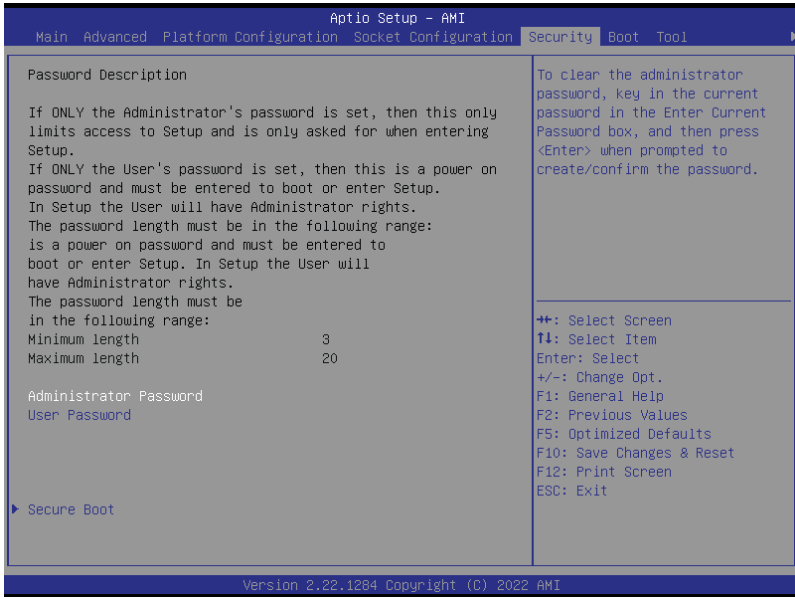 Aptio Setup – AMI
Main Advanced Platform Configuration Socket Configuration Security Boot Tool
Password Description
If ONLY the Administrator's password is set, then this only
limits access to Setup and is only asked for when entering
Setup.
If ONLY the User's password is set, then this is a power on
password and must be entered to boot or enter Setup.
In Setup the User will have Administrator rights.
The password length must be in the following range:
is a power on password and must be entered to
boot or enter Setup. In Setup the User will
have Administrator rights.
The password length must be
in the following range:
Minimum length 3
Maximum length 20
Administrator Password
User Password
Secure Boot
To clear the administrator
password, key in the current
password in the Enter Current
Password box, and then press
<Enter> when prompted to
create/confirm the password.
→←: Select Screen
↑↓: Select Item
Enter: Select
+/-: Change Opt.
F1: General Help
F2: Previous Values
F5: Optimized Defaults
F10: Save Changes & Reset
F12: Print Screen
ESC: Exit
Version 2.22.1284 Copyright (C) 2022 AMI